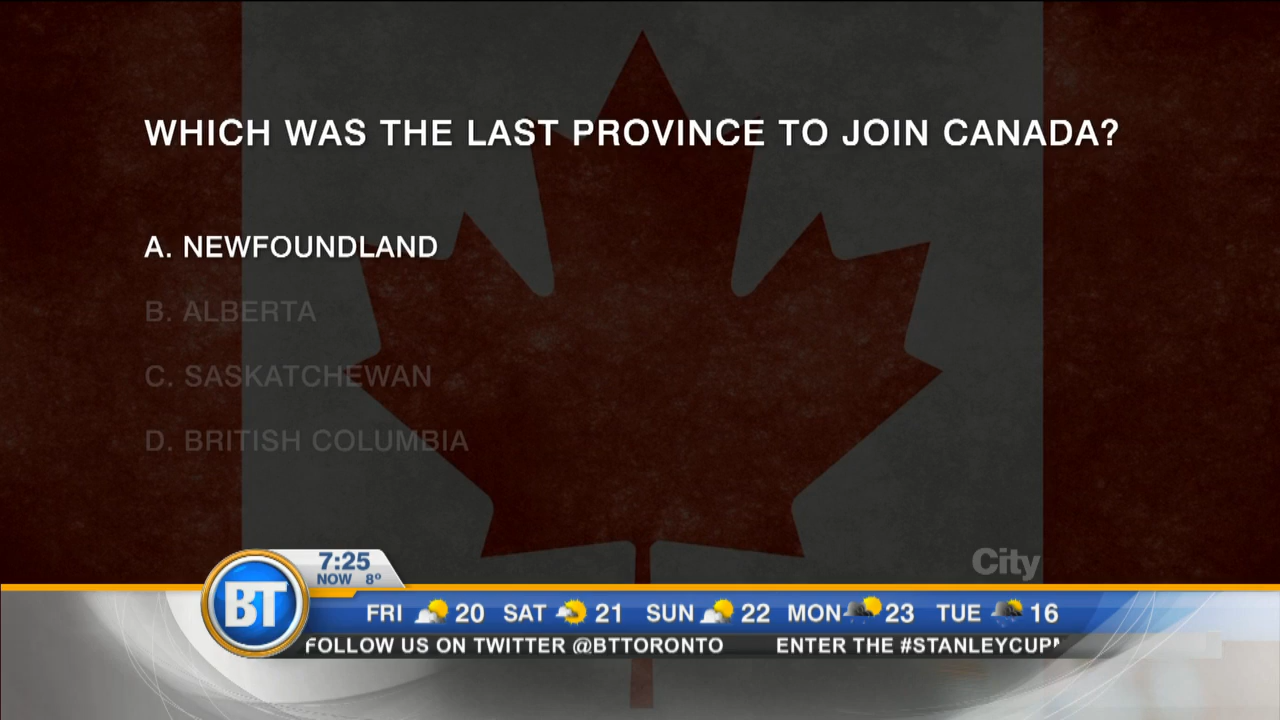 WHICH WAS THE LAST PROVINCE TO JOIN CANADA?
A. NEWFOUNDLAND
B. ALBERTA
C. SASKATCHEWAN
D. BRITISH COLUMBIA
City
7:25
NOW 8°
BT
FRI 20 SAT 21 SUN 22 MON 23 TUE 16
FOLLOW US ON TWITTER @BTTORONTO ENTER THE #STANLEYCUP